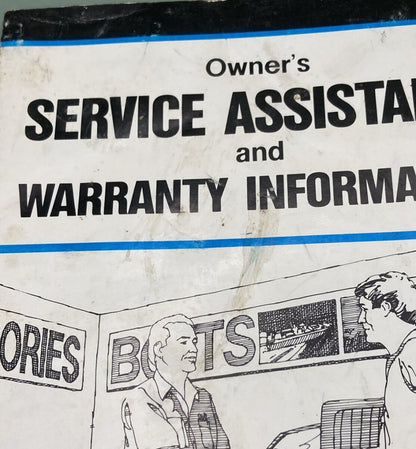 Owner's
SERVICE ASSISTA
and
WARRANTY INFORMA
ORIES
BOATS